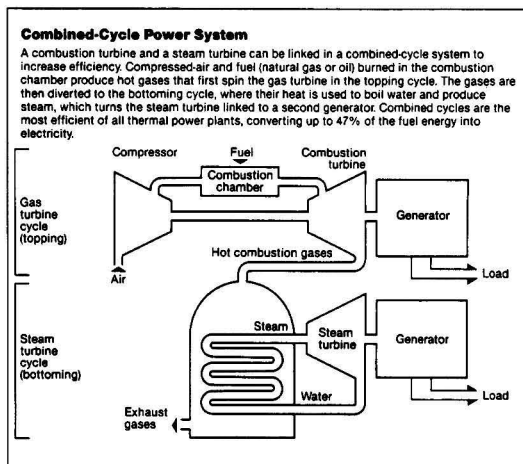 Combined-Cycle Power System
A combustion turbine and a steam turbine can be linked in a combined-cycle system to
increase efficiency. Compressed-air and fuel (natural gas or oil) burned in the combustion
chamber produce hot gases that first spin the gas turbine in the topping cycle. The gases are
then diverted to the bottoming cycle, where their heat is used to boil water and produce
steam, which turns the steam turbine linked to a second generator. Combined cycles are the
most efficient of all thermal power plants, converting up to 47% of the fuel energy into
electricity.
Compressor
Fuel
Combustion
turbine
Combustion
chamber
Gas
turbine
cycle
(topping)
Generator
Hot combustion gases
Air
Load
Steam
Steam
turbine
Generator
Steam
turbine
cycle
(bottoming)
Water
Exhaust
gases
Load